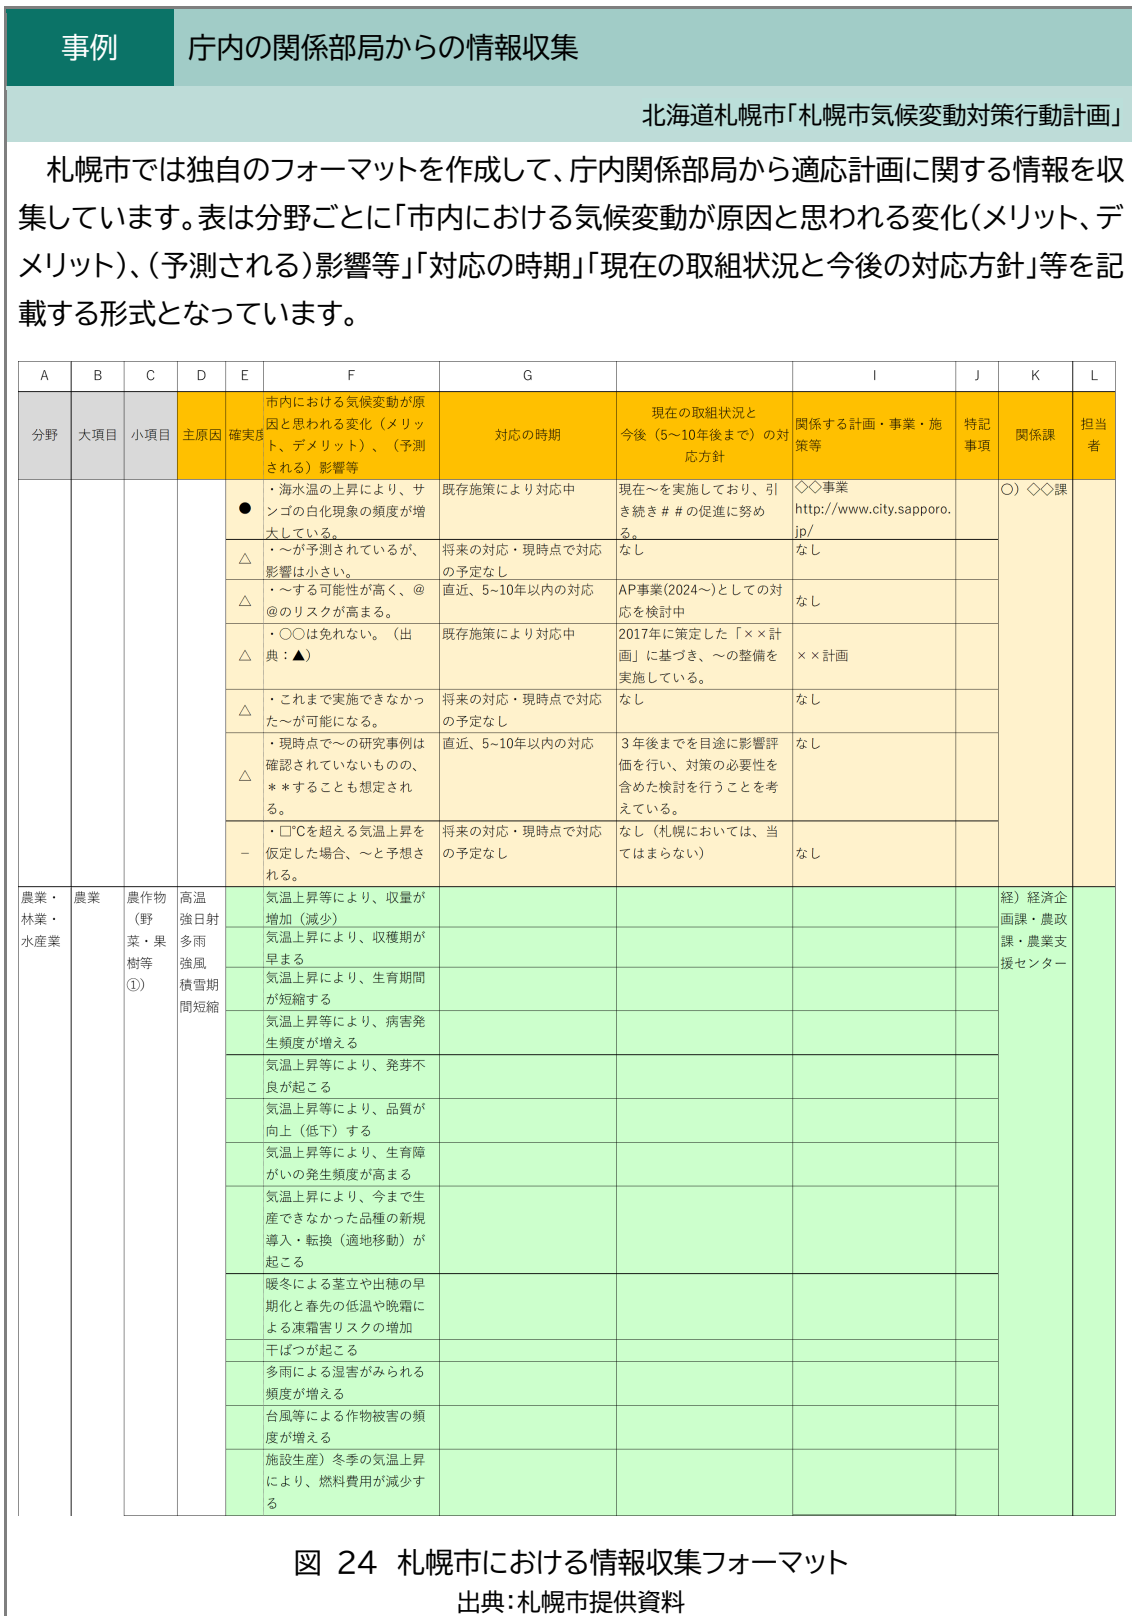 事例
庁内の関係部局からの情報収集
北海道札幌市「札幌市気候変動対策行動計画」
札幌市では独自のフォーマットを作成して、庁内関係部局から適応計画に関する情報を収
集しています。表は分野ごとに「市内における気候変動が原因と思われる変化(メリット、デ
メリット)、(予測される)影響等」「対応の時期」「現在の取組状況と今後の対応方針」等を記
載する形式となっています。
A B C D E F G I J K L
分野
大項目
小項目
主原因
確実度
市内における気候変動が原
因と思われる変化(メリッ
ト、デメリット)、(予測
される)影響等
対応の時期
現在の取組状況と
今後(5~10年後まで)の対
応方針
関係する計画・事業・施
策等
特記
事項
関係課
担当
者
●
・海水温の上昇により、サ
ンゴの白化現象の頻度が増
大している。
既存施策により対応中
現在~を実施しており、引
き続き##の促進に努め
る。
◇◇事業
http://www.city.sapporo.
jp/
○)◇◇課
△
・~が予測されているが、
影響は小さい。
将来の対応・現時点で対応
の予定なし
なし
なし
△
・~する可能性が高く、@
@のリスクが高まる。
直近、5~10年以内の対応
AP事業(2024~)としての対
応を検討中
なし
△
・○○は免れない。(出
典:▲)
既存施策により対応中
2017年に策定した「××計
画」に基づき、~の整備を
実施している。
××計画
△
・これまで実施できなかっ
た~が可能になる。
将来の対応・現時点で対応
の予定なし
なし
なし
△
・現時点で~の研究事例は
確認されていないものの、
**することも想定され
る。
直近、5~10年以内の対応
3年後までを目途に影響評
価を行い、対策の必要性を
含めた検討を行うことを考
えている。
なし
−
・□℃を超える気温上昇を
仮定した場合、~と予想さ
れる。
将来の対応・現時点で対応
の予定なし
なし(札幌においては、当
てはまらない)
なし
農業・
林業・
水産業
農業
農作物
(野
菜・果
樹等
①)
高温
強日射
多雨
強風
積雪期
間短縮
気温上昇等により、収量が
増加(減少)
経)経済企
画課・農政
課・農業支
援センター
気温上昇により、収穫期が
早まる
気温上昇により、生育期間
が短縮する
気温上昇等により、病害発
生頻度が増える
気温上昇等により、発芽不
良が起こる
気温上昇等により、品質が
向上(低下)する
気温上昇等により、生育障
がいの発生頻度が高まる
気温上昇により、今まで生
産できなかった品種の新規
導入・転換(適地移動)が
起こる
暖冬による茎立や出穂の早
期化と春先の低温や晩霜に
よる凍霜害リスクの増加
干ばつが起こる
多雨による湿害がみられる
頻度が増える
台風等による作物被害の頻
度が増える
施設生産)冬季の気温上昇
により、燃料費用が減少す
る
図 24 札幌市における情報収集フォーマット
出典:札幌市提供資料